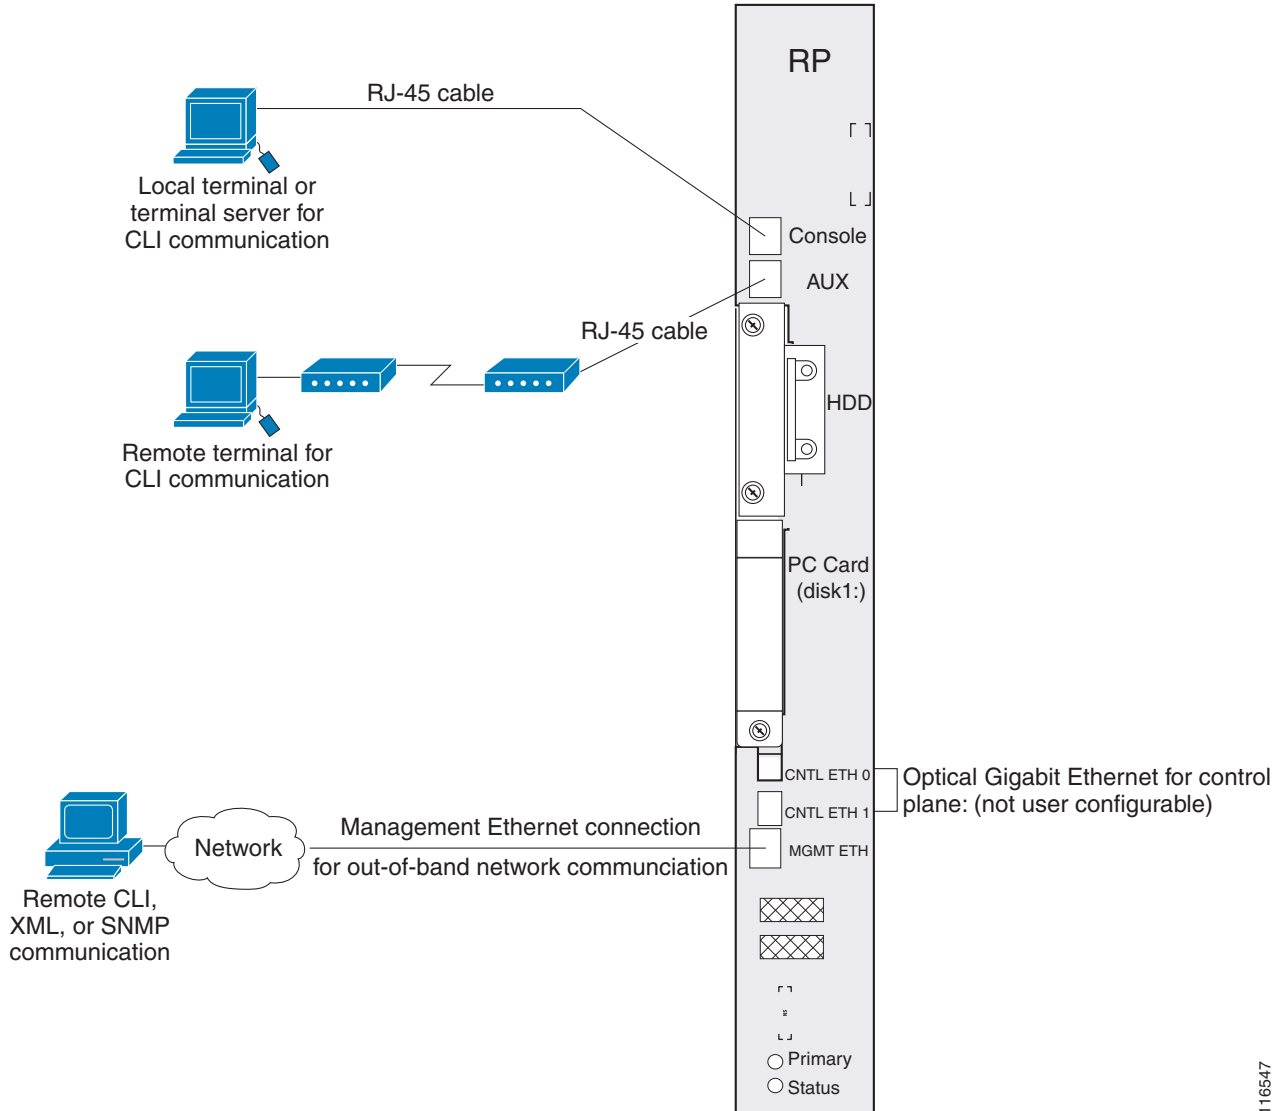 RP
RJ-45 cable
Local terminal or
terminal server for
CLI communication
Console
AUX
RJ-45 cable
HDD
Remote terminal for
CLI communication
PC Card
(disk1:)
CNTL ETH 0
Optical Gigabit Ethernet for control
plane: (not user configurable)
CNTL ETH 1
Management Ethernet connection
for out-of-band network communciation
Network
MGMT ETH
Remote CLI,
XML, or SNMP
communication
Primary
Status
116547